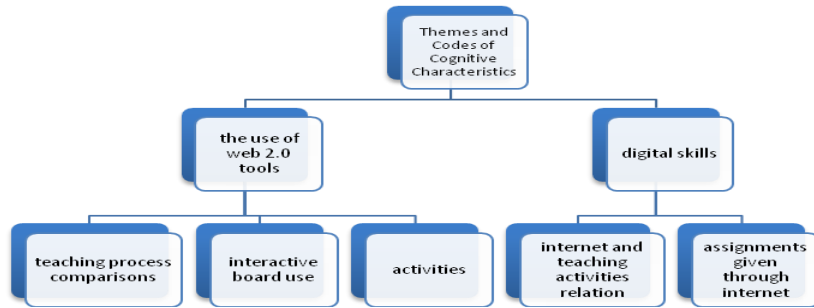 Themes and
Codes of
Cognitive
Characteristics
the use of
web 2.0
tools
digital skills
teaching process
comparisons
interactive
board use
activities
internet and
teaching
activities
relation
assignments
given
through
internet